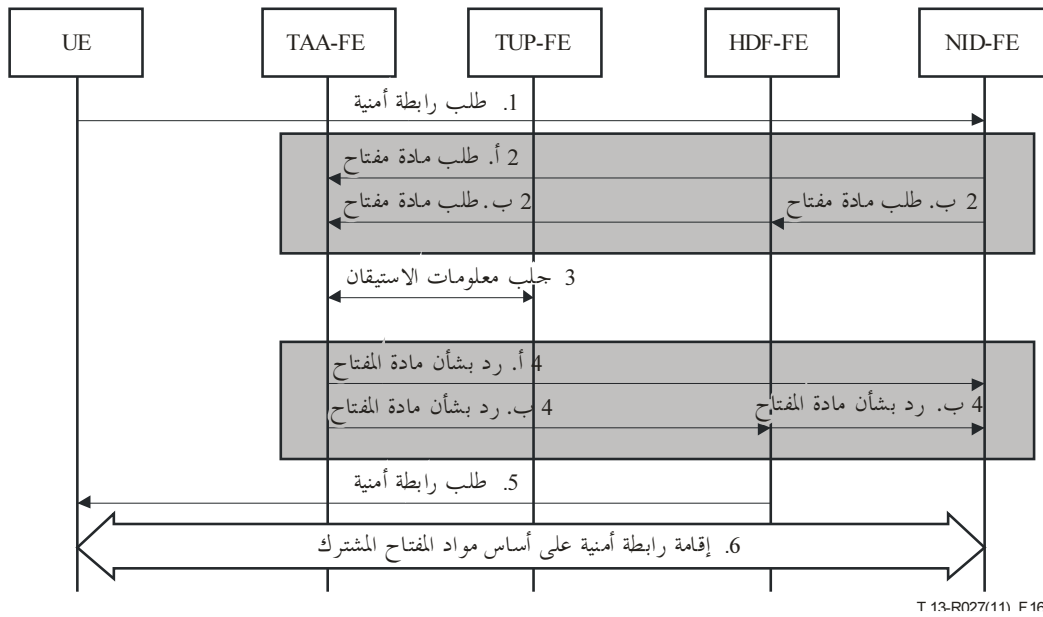 UE
TAA-FE
TUP-FE
HDF-FE
NID-FE
1. طلب رابطة أمنية
2 أ. طلب مادة مفتاح
2 ب. طلب مادة مفتاح
2 ب. طلب مادة مفتاح
3 جلب معلومات الاستيقان
4 أ. رد بشأن مادة المفتاح
4 ب. رد بشأن مادة المفتاح
4 ب. رد بشأن مادة المفتاح
5. طلب رابطة أمنية
6. إقامة رابطة أمنية على أساس مواد المفتاح المشترك
T.13-R027(11)_F16